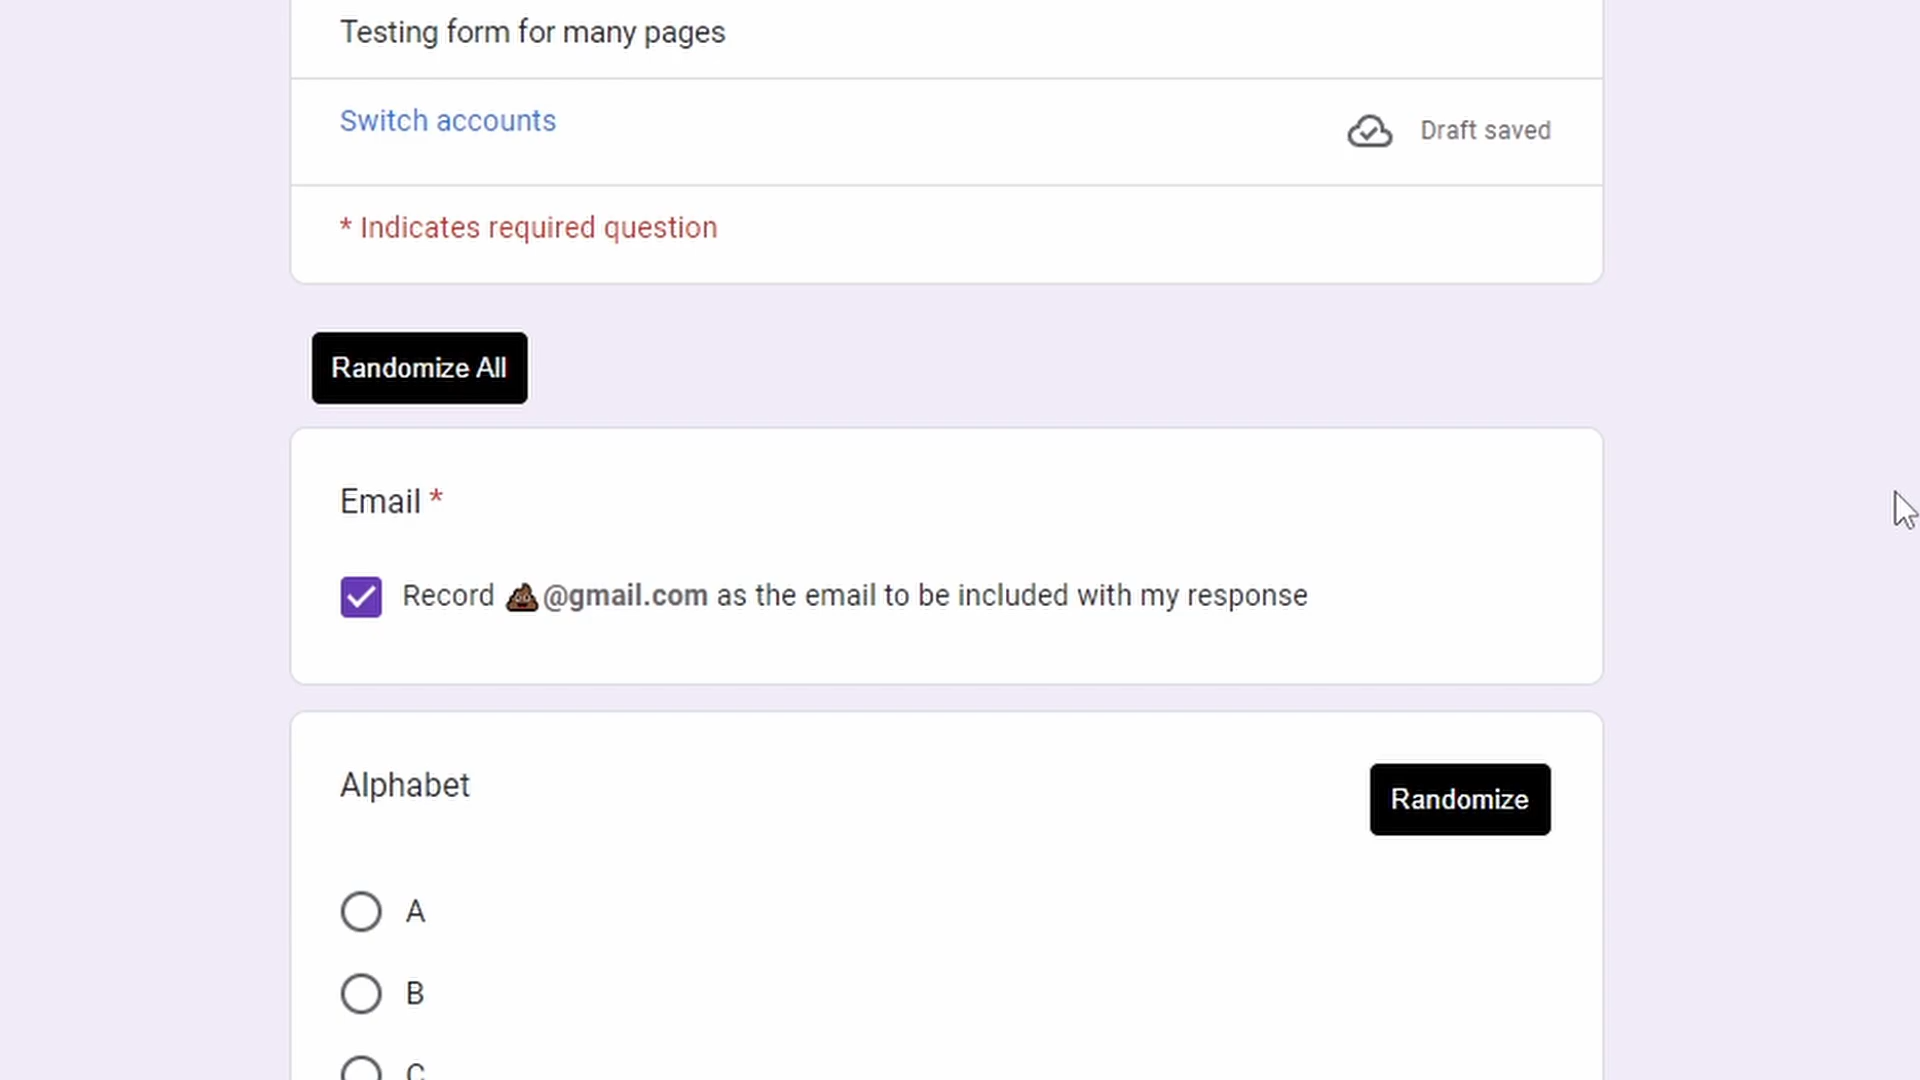 Testing form for many pages
Switch accounts
Draft saved
* Indicates required question
Randomize All
Email *
Record 💩@gmail.com as the email to be included with my response
Alphabet
Randomize
A
B
C